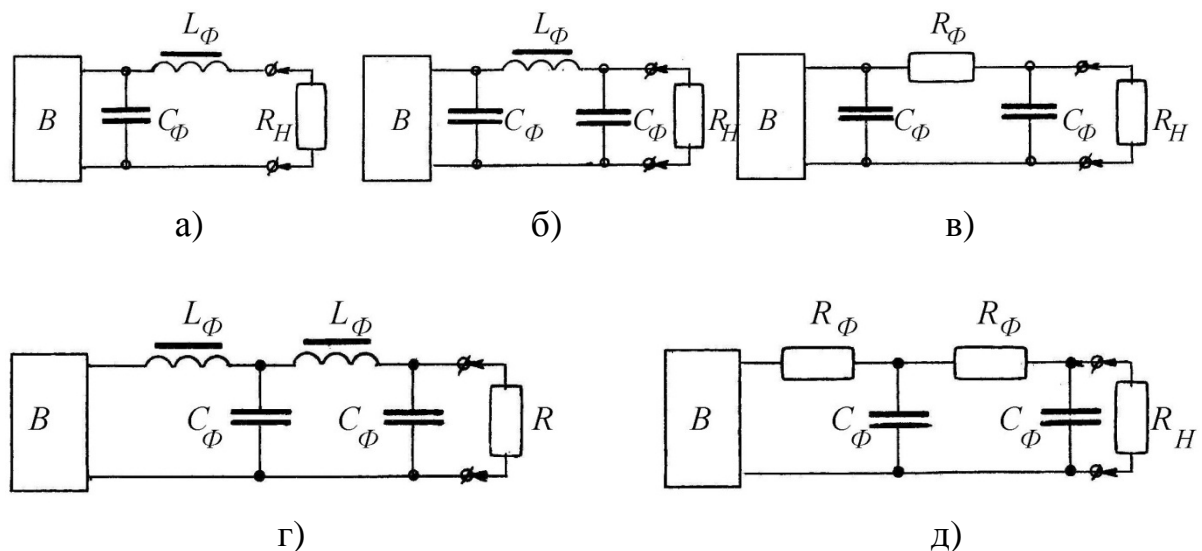 L_Ф L_Ф R_Ф
B C_Ф R_H B C_Ф C_Ф R_H B C_Ф C_Ф R_H
а) б) в)
L_Ф L_Ф R_Ф R_Ф
B C_Ф C_Ф R B C_Ф C_Ф R_H
г) д)